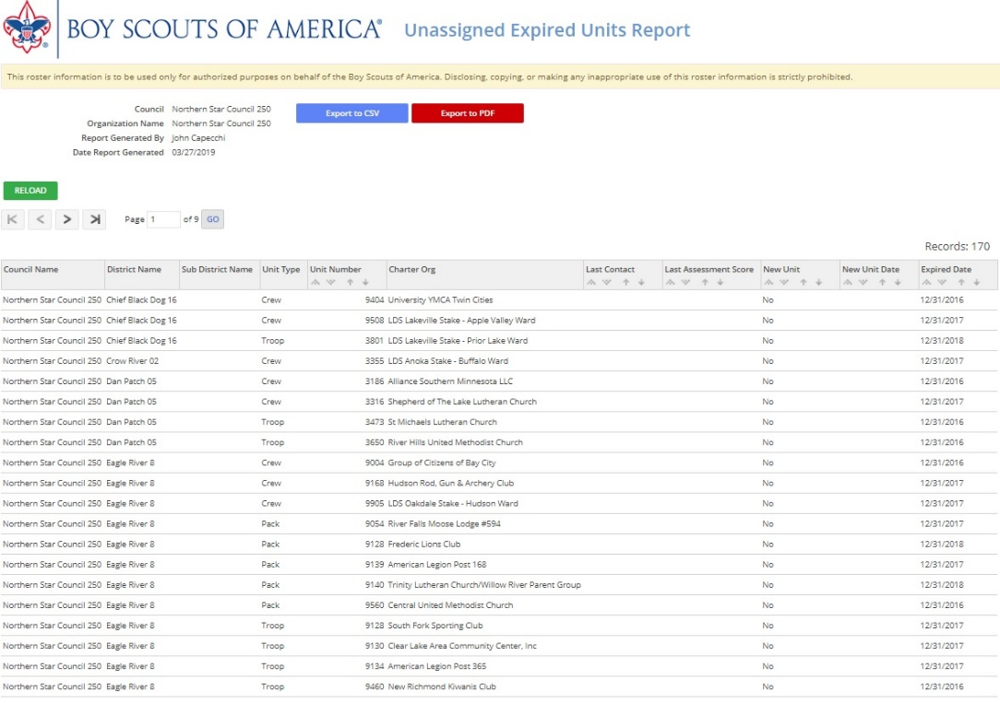 BOY SCOUTS OF AMERICA® Unassigned Expired Units Report
This roster information is to be used only for authorized purposes on behalf of the Boy Scouts of America. Disclosing, copying, or making any inappropriate use of this roster information is strictly prohibited.
Council Northern Star Council 250 Export to CSV Export to PDF
Organization Name Northern Star Council 250
Report Generated By John Capecchi
Date Report Generated 03/27/2019
RELOAD
Page 1 of 9 GO
Records: 170
Council Name District Name Sub District Name Unit Type Unit Number Charter Org Last Contact Last Assessment Score New Unit New Unit Date Expired Date
Northern Star Council 250 Chief Black Dog 16 Crew 9404 University YMCA Twin Cities No 12/31/2016
Northern Star Council 250 Chief Black Dog 16 Crew 9508 LDS Lakeville Stake - Apple Valley Ward No 12/31/2017
Northern Star Council 250 Chief Black Dog 16 Troop 3801 LDS Lakeville Stake - Prior Lake Ward No 12/31/2018
Northern Star Council 250 Crow River 02 Crew 3355 LDS Anoka Stake - Buffalo Ward No 12/31/2017
Northern Star Council 250 Dan Patch 05 Crew 3186 Alliance Southern Minnesota LLC No 12/31/2016
Northern Star Council 250 Dan Patch 05 Crew 3316 Shepherd of The Lake Lutheran Church No 12/31/2017
Northern Star Council 250 Dan Patch 05 Troop 3473 St Michaels Lutheran Church No 12/31/2016
Northern Star Council 250 Dan Patch 05 Troop 3650 River Hills United Methodist Church No 12/31/2016
Northern Star Council 250 Eagle River 8 Crew 9004 Group of Citizens of Bay City No 12/31/2016
Northern Star Council 250 Eagle River 8 Crew 9168 Hudson Rod, Gun & Archery Club No 12/31/2017
Northern Star Council 250 Eagle River 8 Crew 9905 LDS Oakdale Stake - Hudson Ward No 12/31/2017
Northern Star Council 250 Eagle River 8 Pack 9054 River Falls Moose Lodge #594 No 12/31/2017
Northern Star Council 250 Eagle River 8 Pack 9128 Frederic Lions Club No 12/31/2018
Northern Star Council 250 Eagle River 8 Pack 9139 American Legion Post 168 No 12/31/2017
Northern Star Council 250 Eagle River 8 Pack 9140 Trinity Lutheran Church/Willow River Parent Group No 12/31/2018
Northern Star Council 250 Eagle River 8 Pack 9560 Central United Methodist Church No 12/31/2016
Northern Star Council 250 Eagle River 8 Troop 9128 South Fork Sporting Club No 12/31/2017
Northern Star Council 250 Eagle River 8 Troop 9130 Clear Lake Area Community Center, Inc No 12/31/2017
Northern Star Council 250 Eagle River 8 Troop 9134 American Legion Post 365 No 12/31/2017
Northern Star Council 250 Eagle River 8 Troop 9460 New Richmond Kiwanis Club No 12/31/2016